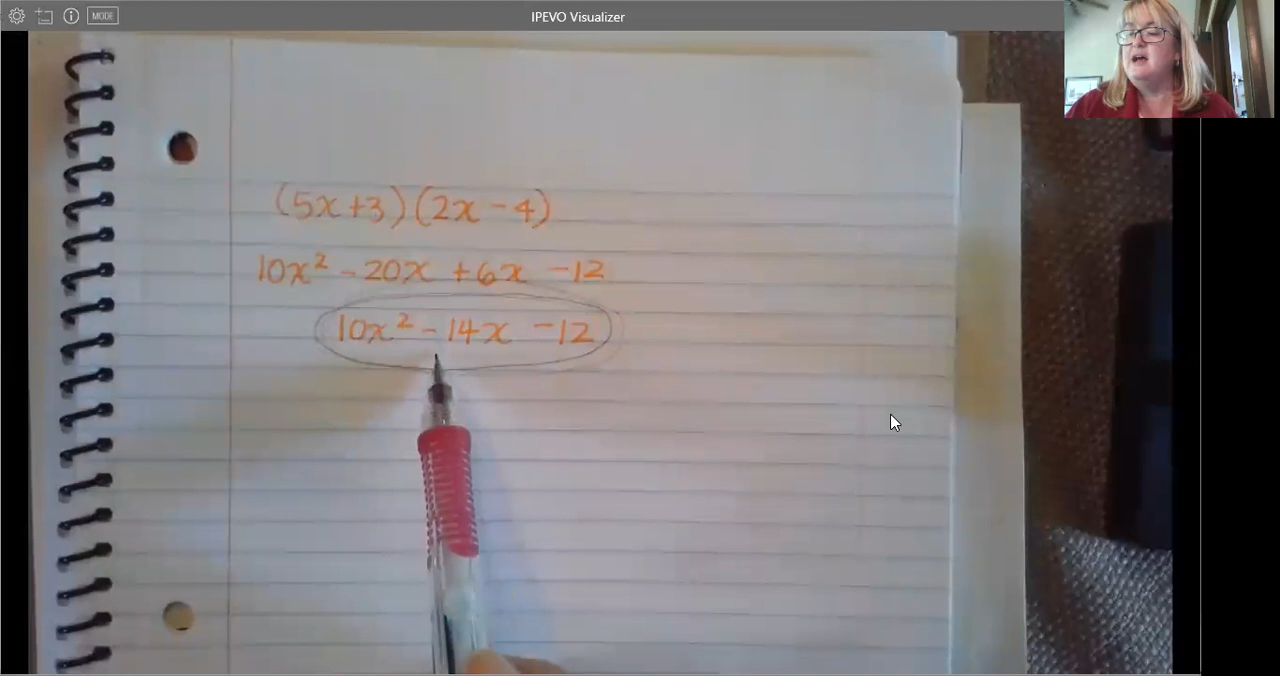 MODE
IPEVO Visualizer
(5x+3)(2x-4)
10x² -20x +6x -12
10x² -14x -12